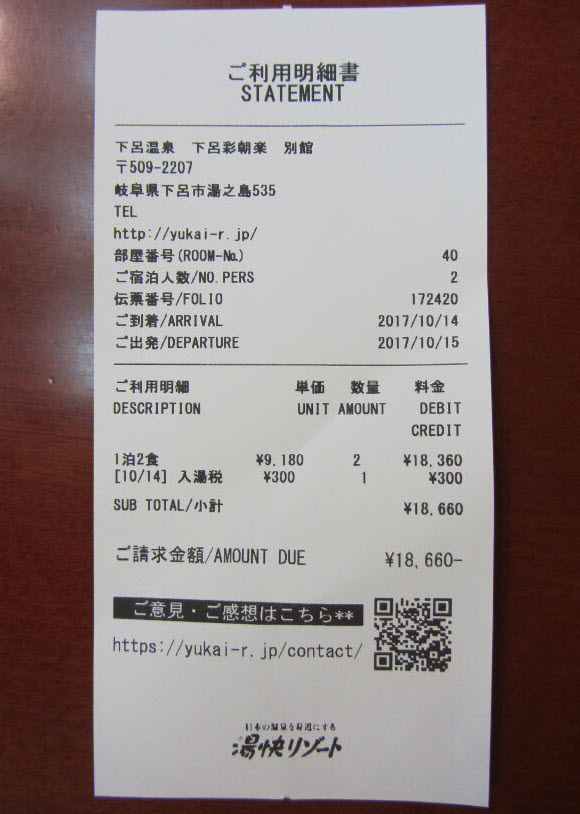 ご利用明細書
STATEMENT
下呂温泉　下呂彩朝楽　別館
〒509-2207
岐阜県下呂市湯之島535
TEL
http://yukai-r.jp/
部屋番号(ROOM-No.) 40
ご宿泊人数/NO.PERS 2
伝票番号/FOLIO 172420
ご到着/ARRIVAL 2017/10/14
ご出発/DEPARTURE 2017/10/15
ご利用明細 単価 数量 料金
DESCRIPTION UNIT AMOUNT DEBIT
CREDIT
1泊2食 ¥9,180 2 ¥18,360
[10/14] 入湯税 ¥300 1 ¥300
SUB TOTAL/小計 ¥18,660
ご請求金額/AMOUNT DUE ¥18,660-
ご意見・ご感想はこちら**
https://yukai-r.jp/contact/
日本の温泉を身近にする
湯快リゾート